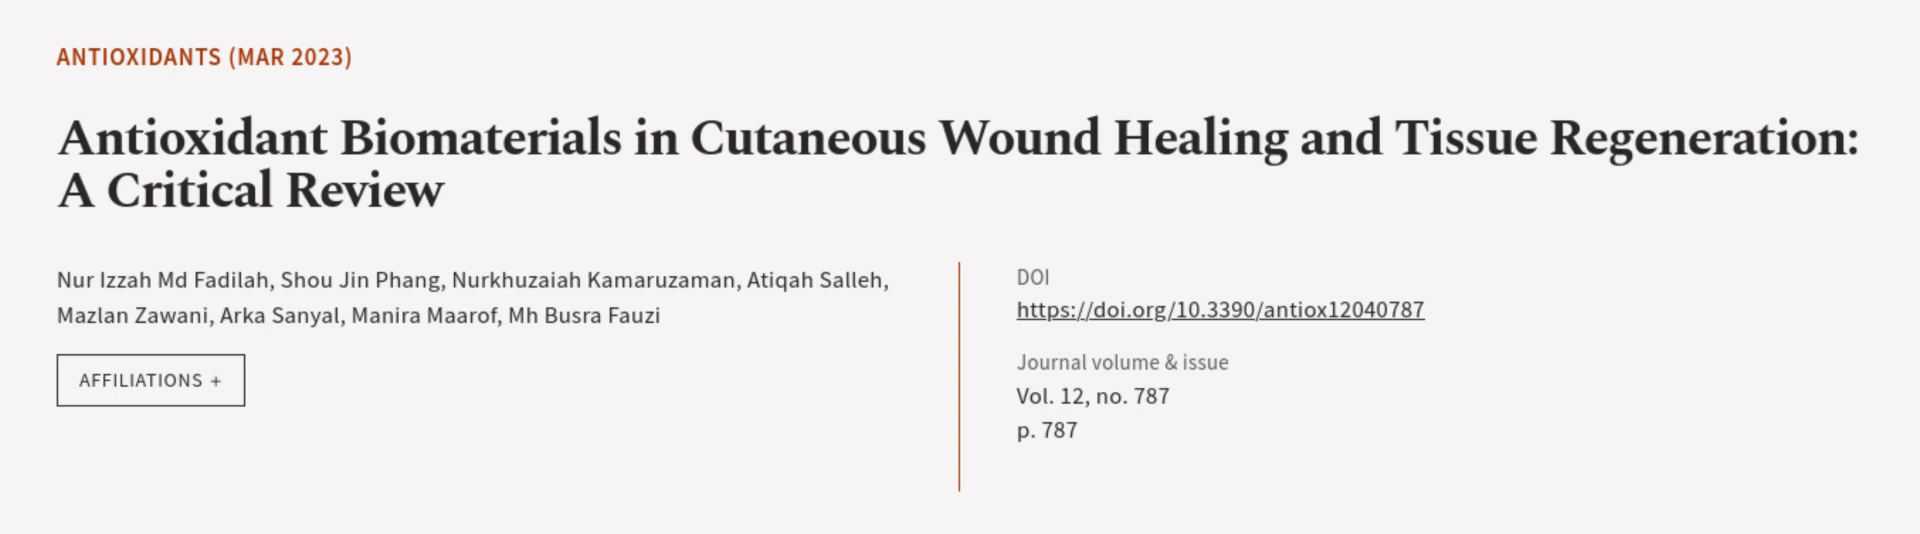 ANTIOXIDANTS (MAR 2023)
Antioxidant Biomaterials in Cutaneous Wound Healing and Tissue Regeneration:
A Critical Review
Nur Izzah Md Fadilah, Shou Jin Phang, Nurkhuzaiah Kamaruzaman, Atiqah Salleh,
Mazlan Zawani, Arka Sanyal, Manira Maarof, Mh Busra Fauzi
AFFILIATIONS +
DOI
https://doi.org/10.3390/antiox12040787
Journal volume & issue
Vol. 12, no. 787
p. 787